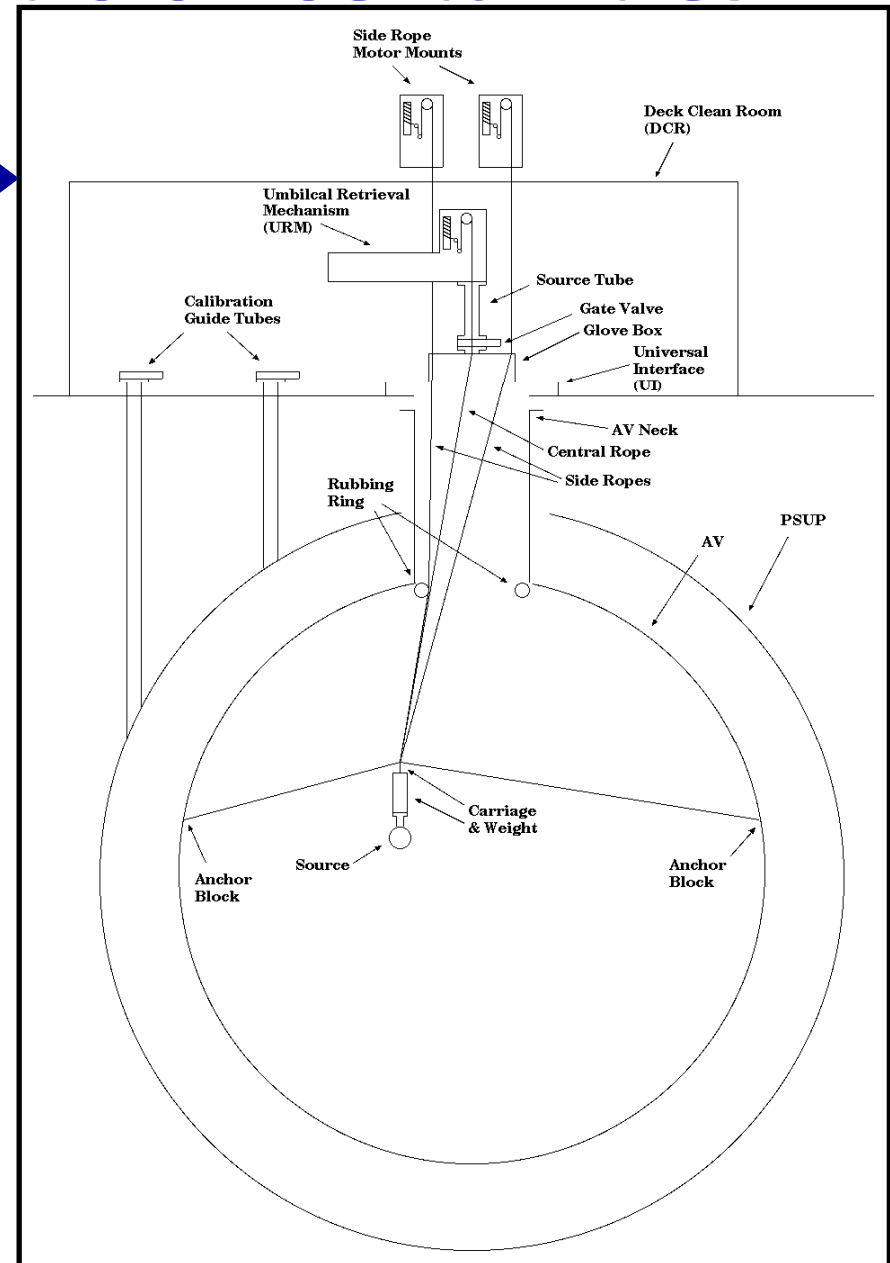 Side Rope
Motor Mounts
Deck Clean Room
(DCR)
Umbilcal Retrieval
Mechanism
(URM)
Source Tube
Calibration
Guide Tubes
Gate Valve
Glove Box
Universal
Interface
(UI)
AV Neck
Central Rope
Side Ropes
Rubbing
Ring
PSUP
AV
Carriage
& Weight
Source
Anchor
Block
Anchor
Block